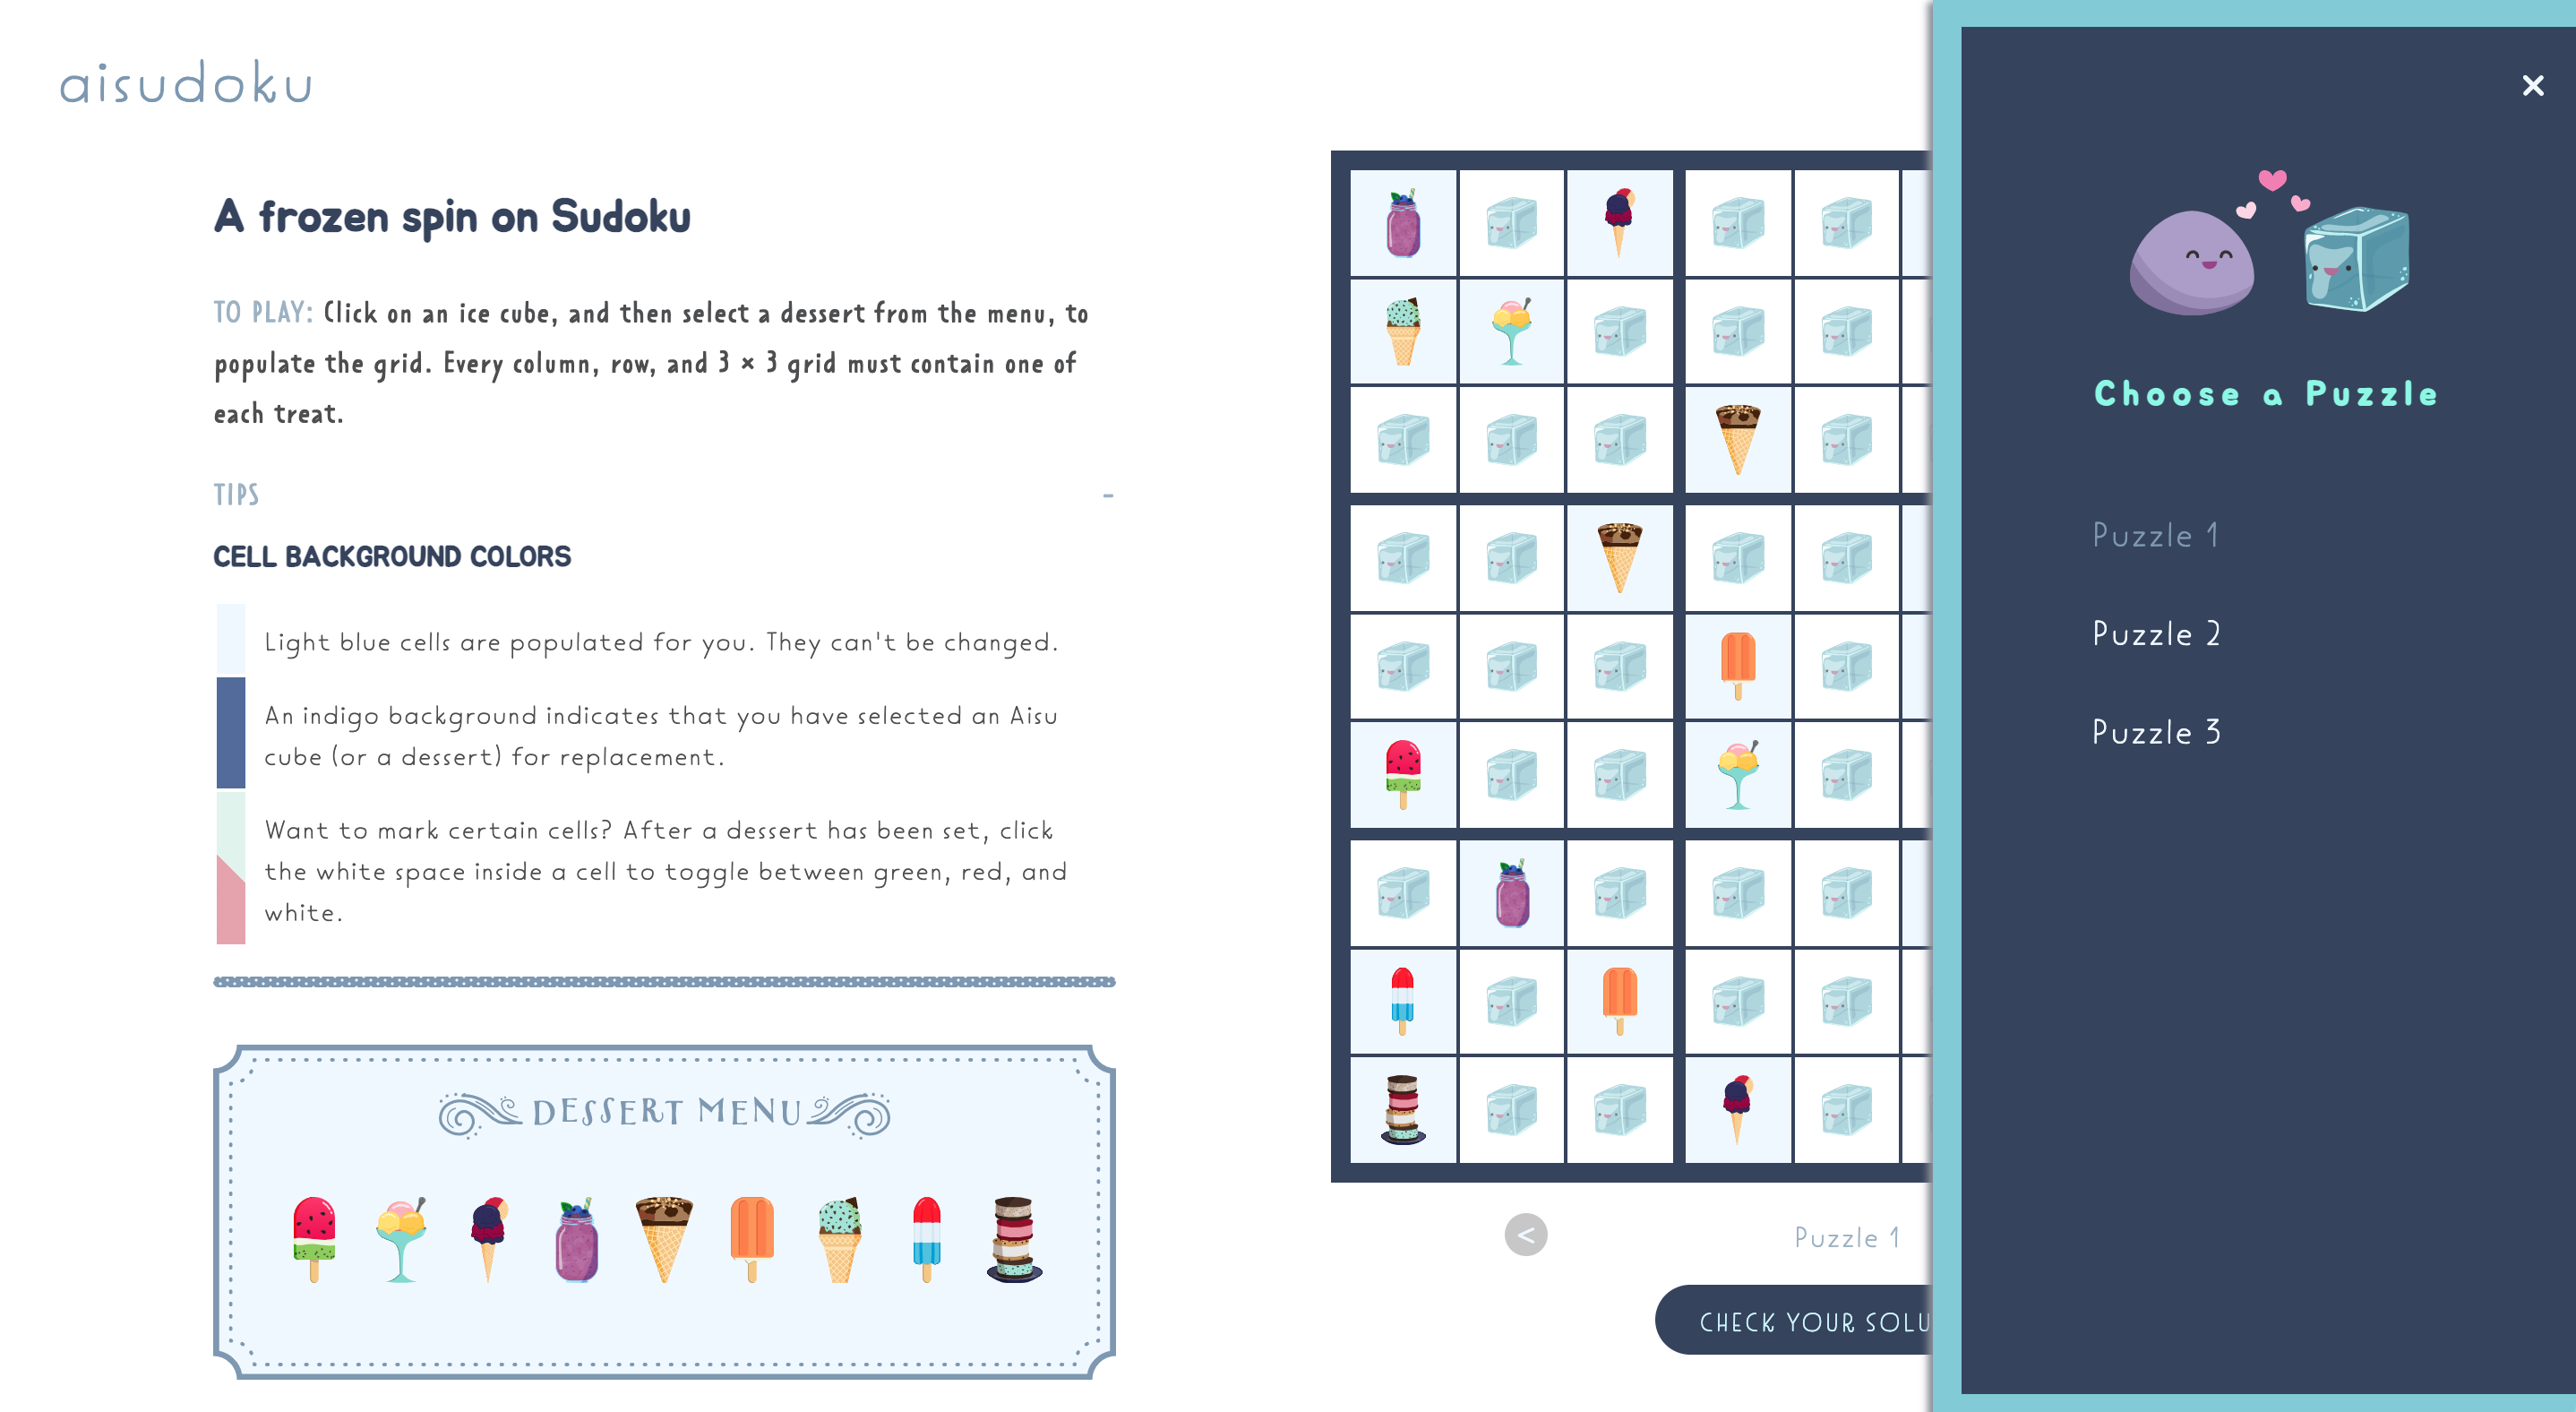 aisudoku
A frozen spin on Sudoku
TO PLAY: Click on an ice cube, and then select a dessert from the menu, to
populate the grid. Every column, row, and 3 × 3 grid must contain one of
each treat.
TIPS -
CELL BACKGROUND COLORS
Light blue cells are populated for you. They can't be changed.
An indigo background indicates that you have selected an Aisu
cube (or a dessert) for replacement.
Want to mark certain cells? After a dessert has been set, click
the white space inside a cell to toggle between green, red, and
white.
DESSERT MENU
<
Puzzle 1
CHECK YOUR SOLU
×
Choose a Puzzle
Puzzle 1
Puzzle 2
Puzzle 3